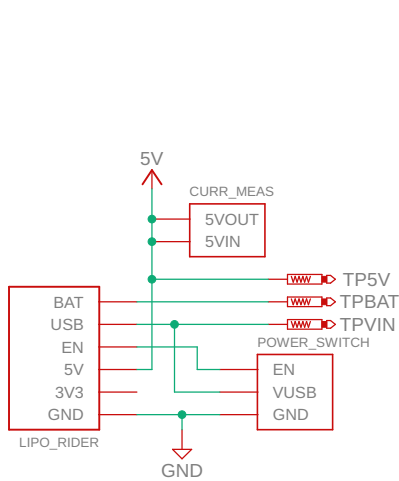 5V
CURR_MEAS
5VOUT
5VIN
TP5V
BAT
TPBAT
USB
TPVIN
POWER_SWITCH
EN
5V
EN
3V3
VUSB
GND
GND
LIPO_RIDER
GND